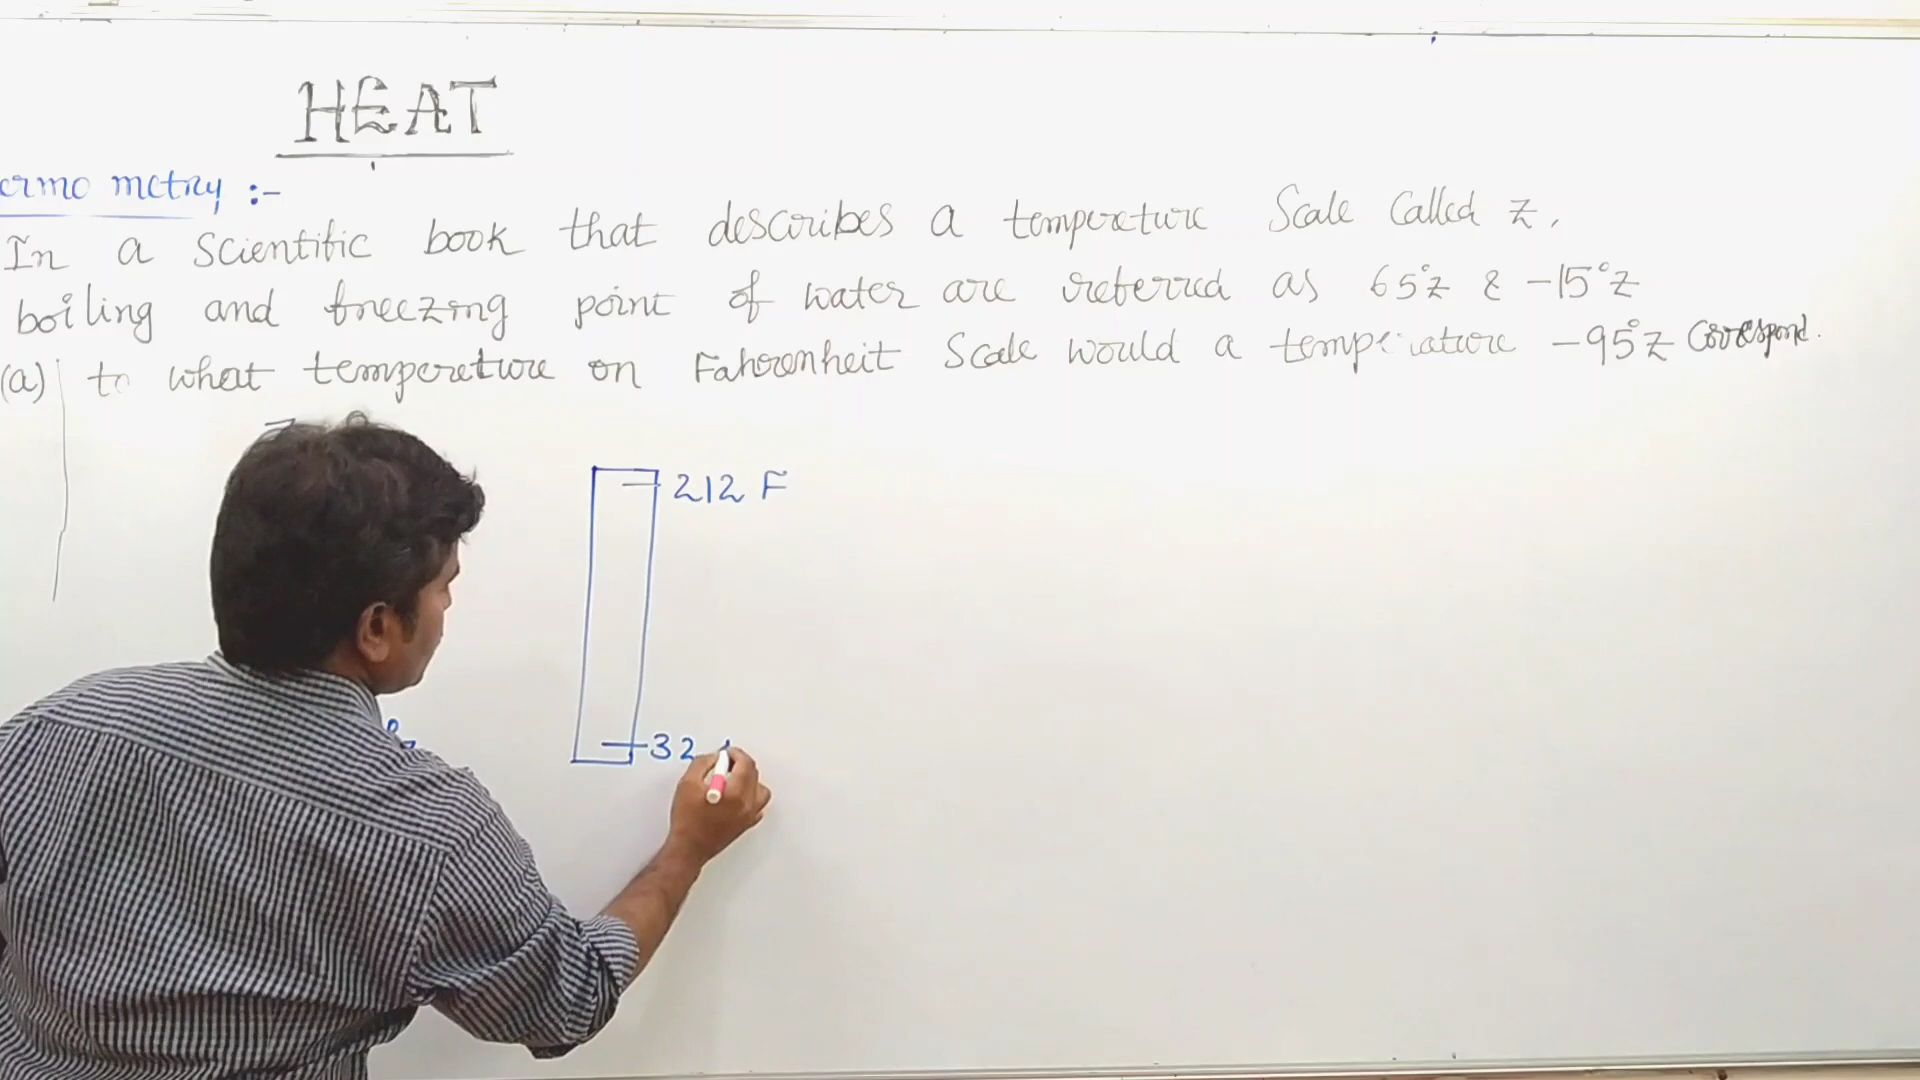 HEAT
ermo metry :-
In a Scientific book that describes a temperature Scale Called Z,
boiling and freezing point of water are referred as 65°Z & -15°Z
(a) to what temperature on Fahrenheit Scale would a temperature -95°Z Correspond.
212 F
32